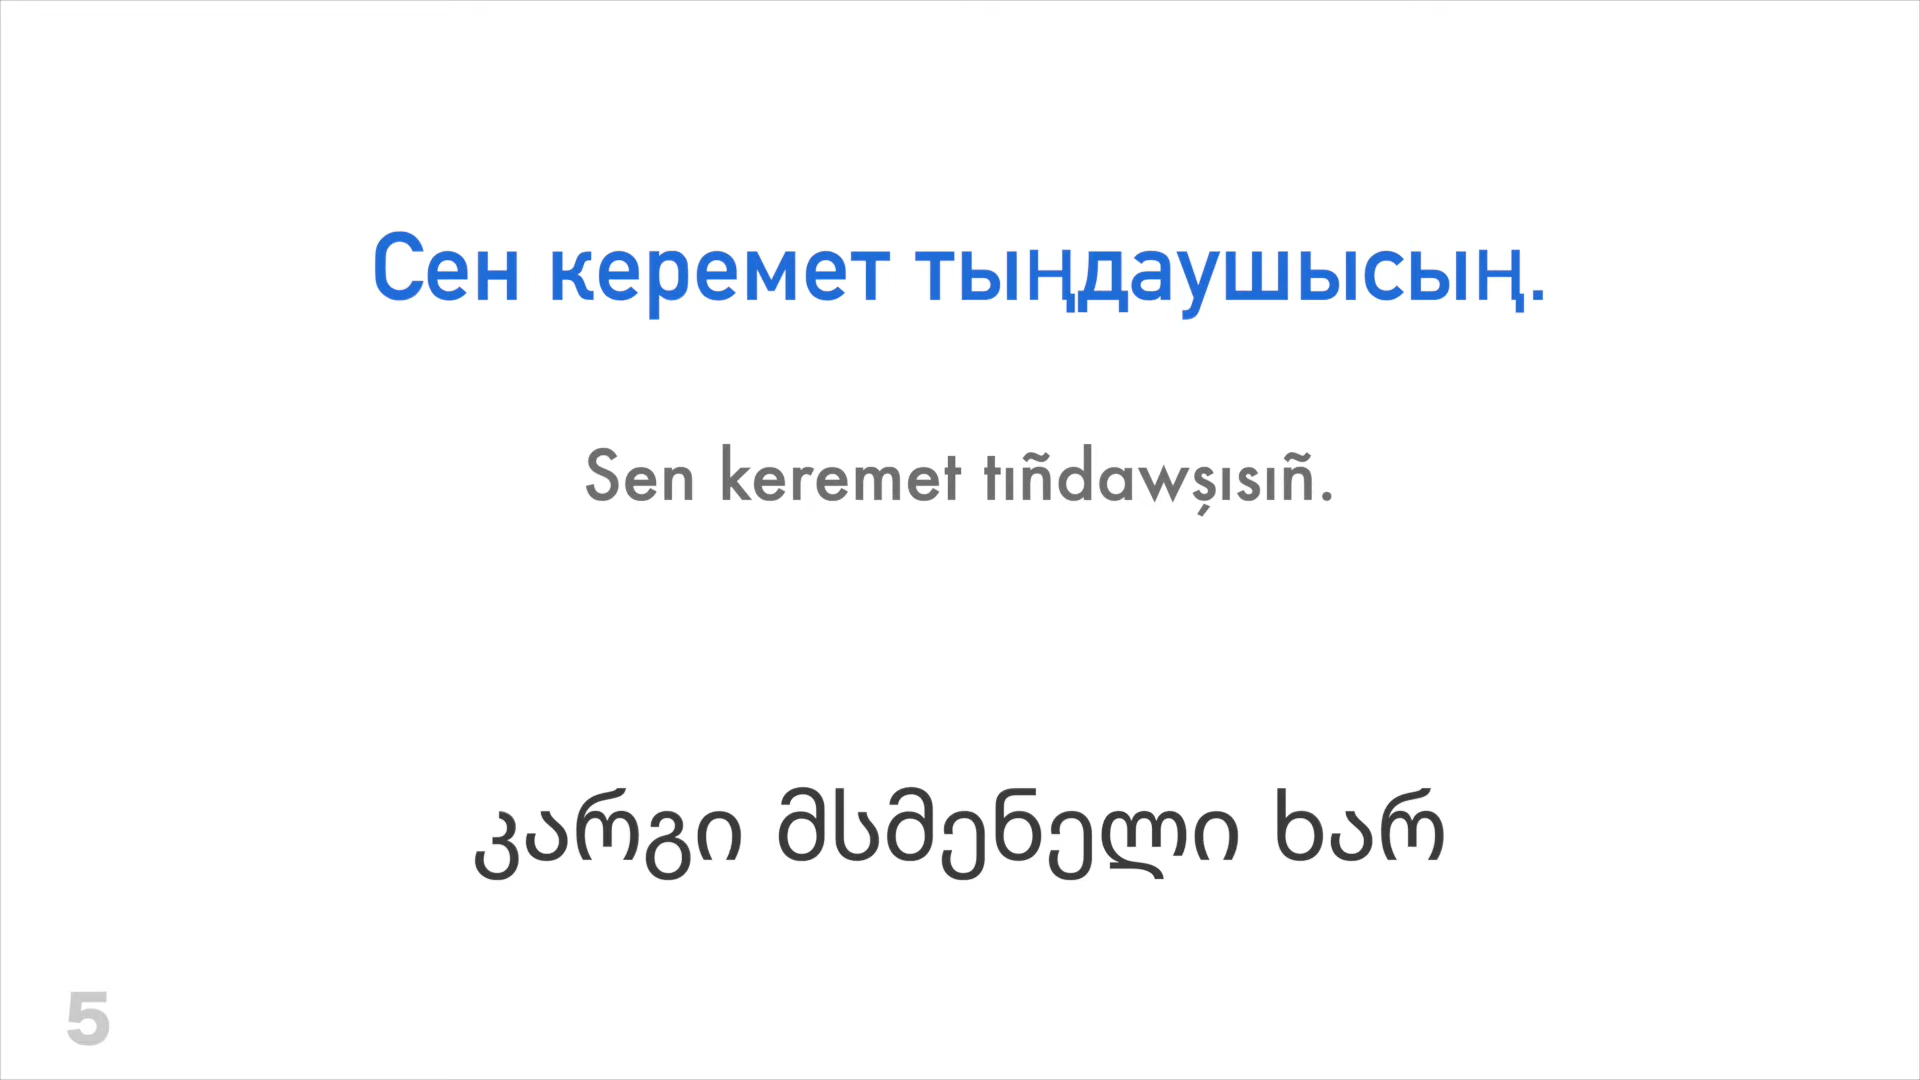 Сен керемет тыңдаушысың.
Sen keremet tıñdawşısıñ.
კარგი მსმენელი ხარ
5